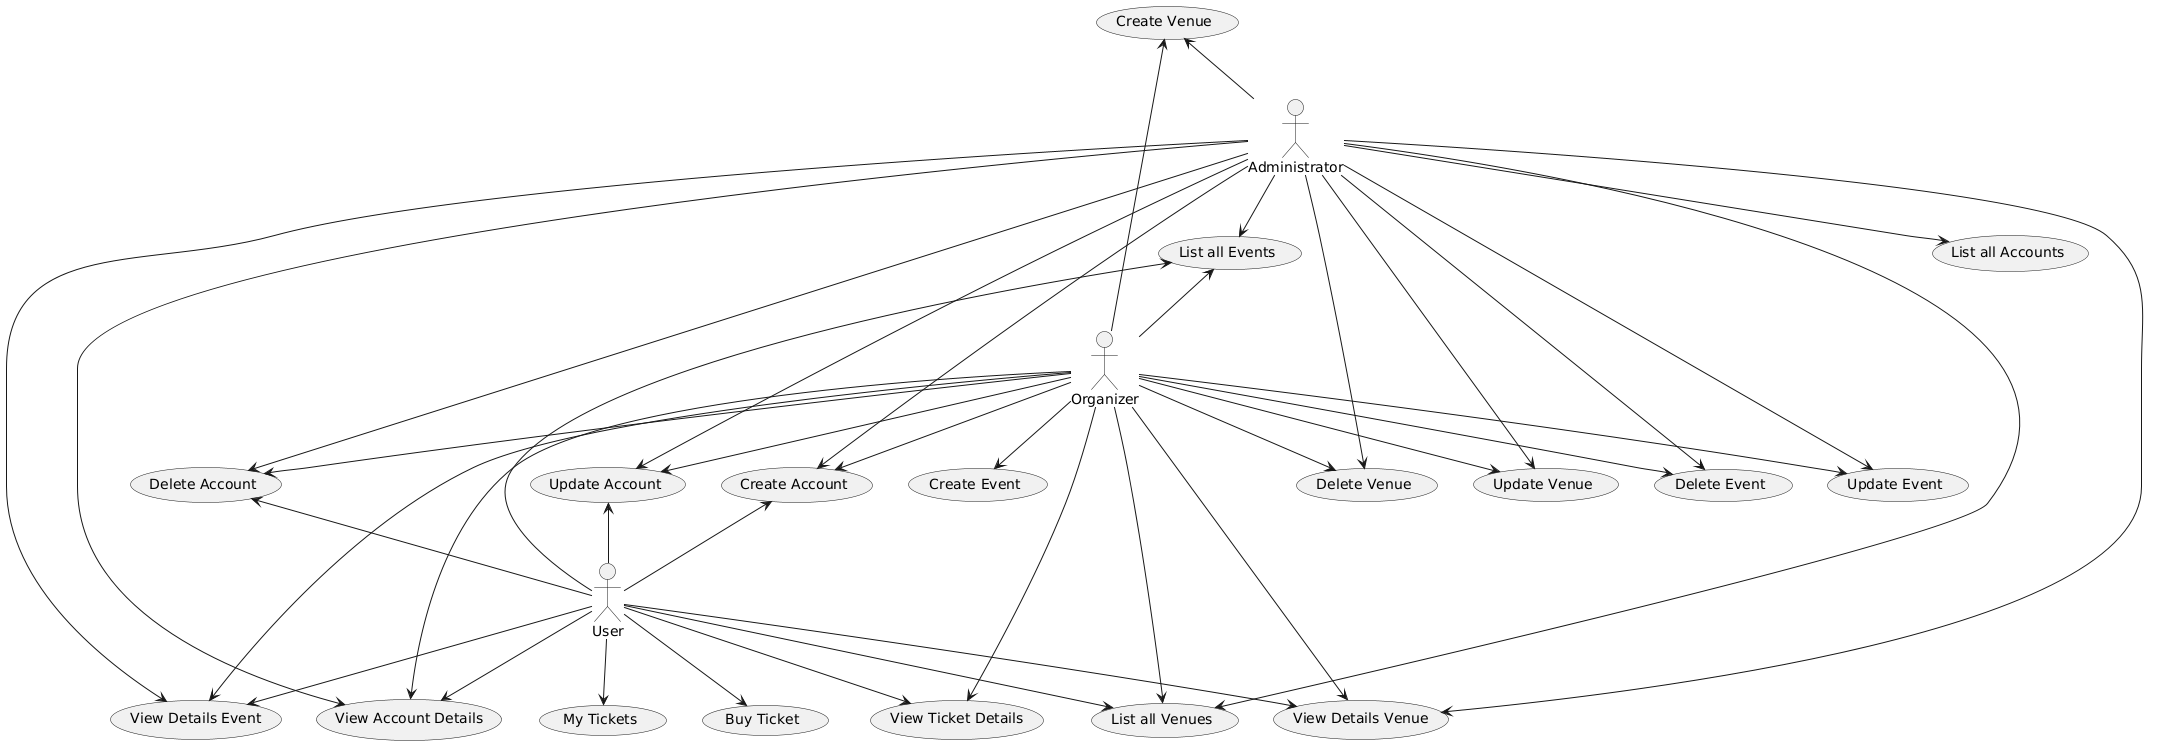 Create Venue
Administrator
List all Events
List all Accounts
Organizer
Delete Account
Update Account
Create Account
Create Event
Delete Venue
Update Venue
Delete Event
Update Event
User
View Details Event
View Account Details
My Tickets
Buy Ticket
View Ticket Details
List all Venues
View Details Venue